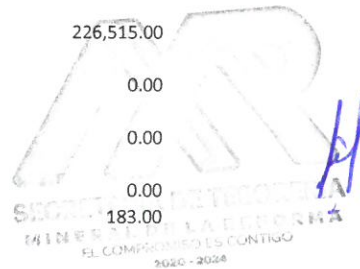 226,515.00
0.00
0.00
0.00
SECRETARÍA DE TESORERÍA
183.00
MINERAL DE LA REFORMA
EL COMPROMISO ES CONTIGO
2020 - 2024